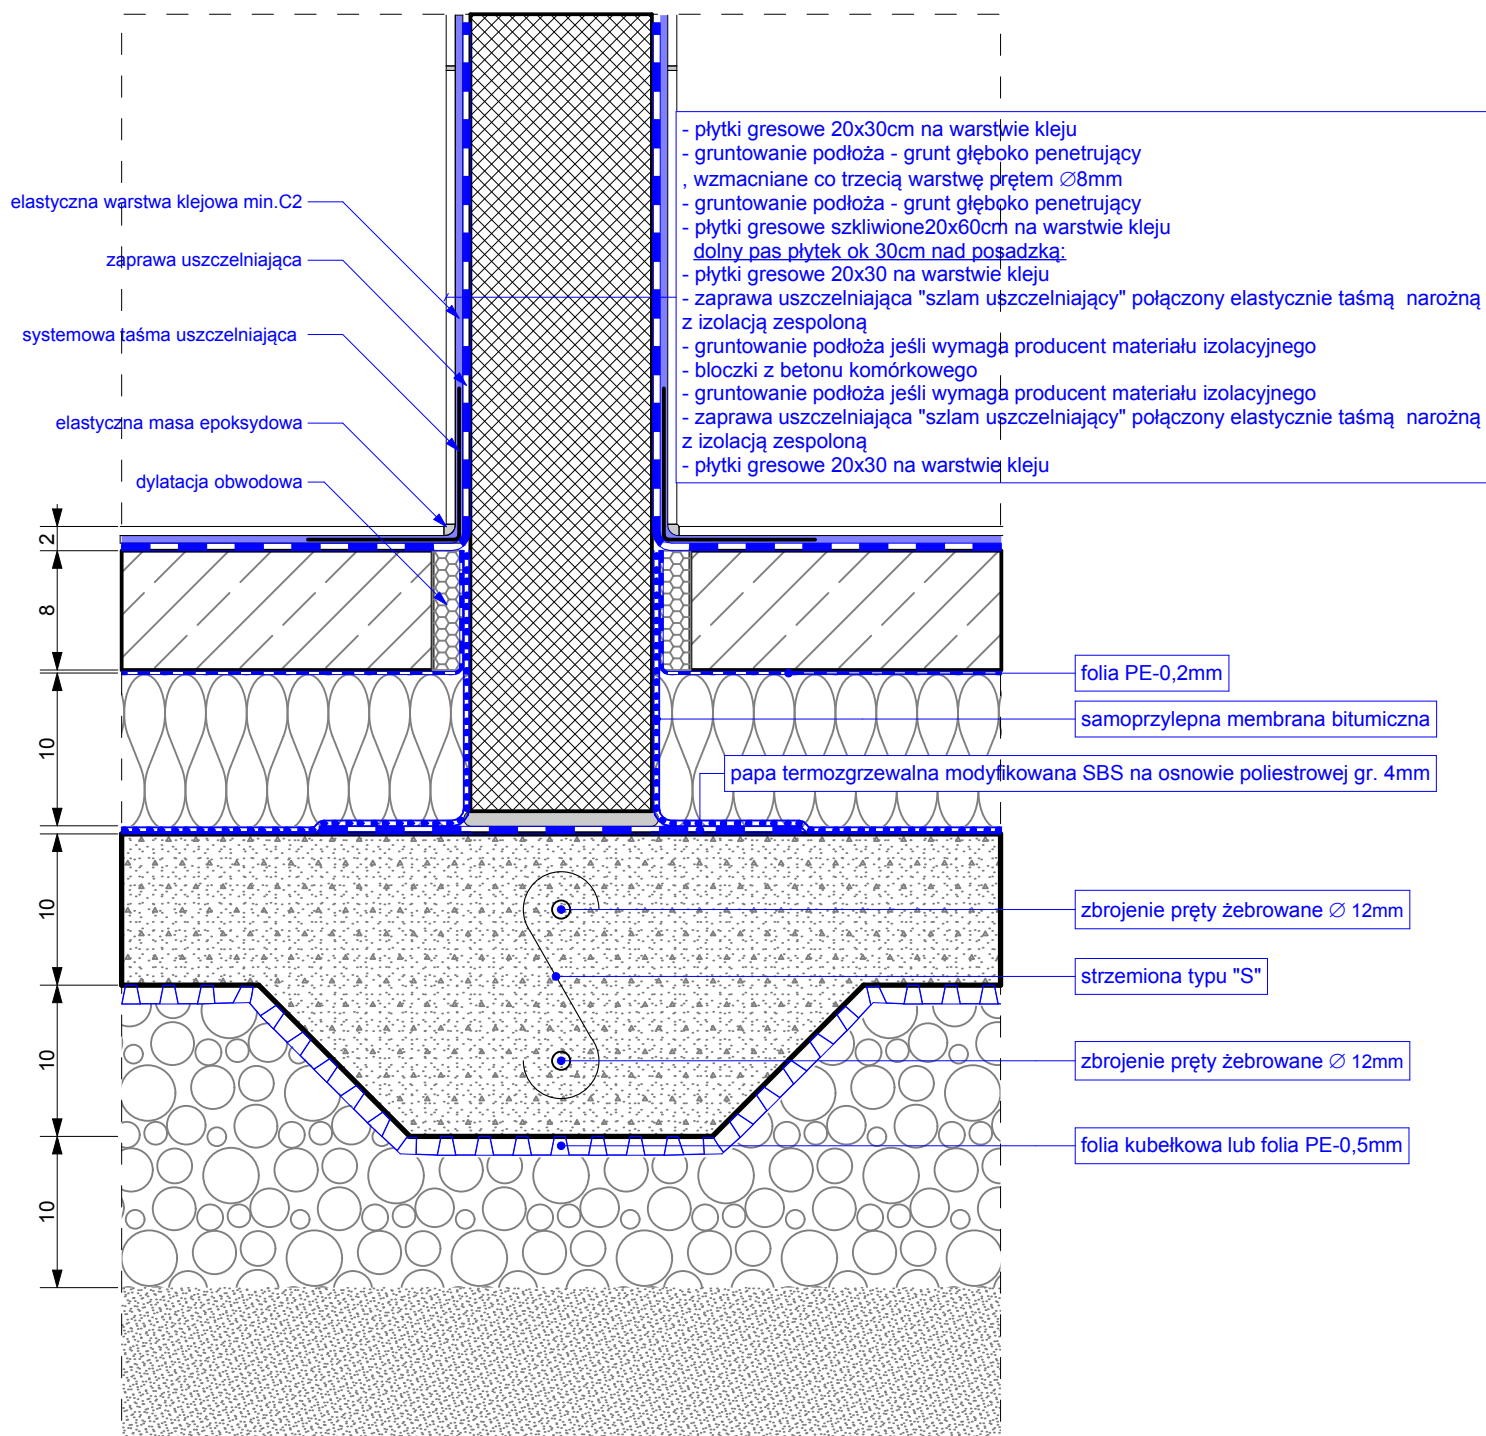 - płytki gresowe 20x30cm na warstwie kleju
- gruntowanie podłoża - grunt głęboko penetrujący
, wzmacniane co trzecią warstwę prętem ∅8mm
- gruntowanie podłoża - grunt głęboko penetrujący
- płytki gresowe szkliwione20x60cm na warstwie kleju
dolny pas płytek ok 30cm nad posadzką:
- płytki gresowe 20x30 na warstwie kleju
- zaprawa uszczelniająca "szlam uszczelniający" połączony elastycznie taśmą narożną
z izolacją zespoloną
- gruntowanie podłoża jeśli wymaga producent materiału izolacyjnego
- bloczki z betonu komórkowego
- gruntowanie podłoża jeśli wymaga producent materiału izolacyjnego
- zaprawa uszczelniająca "szlam uszczelniający" połączony elastycznie taśmą narożną
z izolacją zespoloną
- płytki gresowe 20x30 na warstwie kleju
elastyczna warstwa klejowa min.C2
zaprawa uszczelniająca
systemowa taśma uszczelniająca
elastyczna masa epoksydowa
dylatacja obwodowa
2
8
10
10
10
10
folia PE-0,2mm
samoprzylepna membrana bitumiczna
papa termozgrzewalna modyfikowana SBS na osnowie poliestrowej gr. 4mm
zbrojenie pręty żebrowane ∅ 12mm
strzemiona typu "S"
zbrojenie pręty żebrowane ∅ 12mm
folia kubełkowa lub folia PE-0,5mm